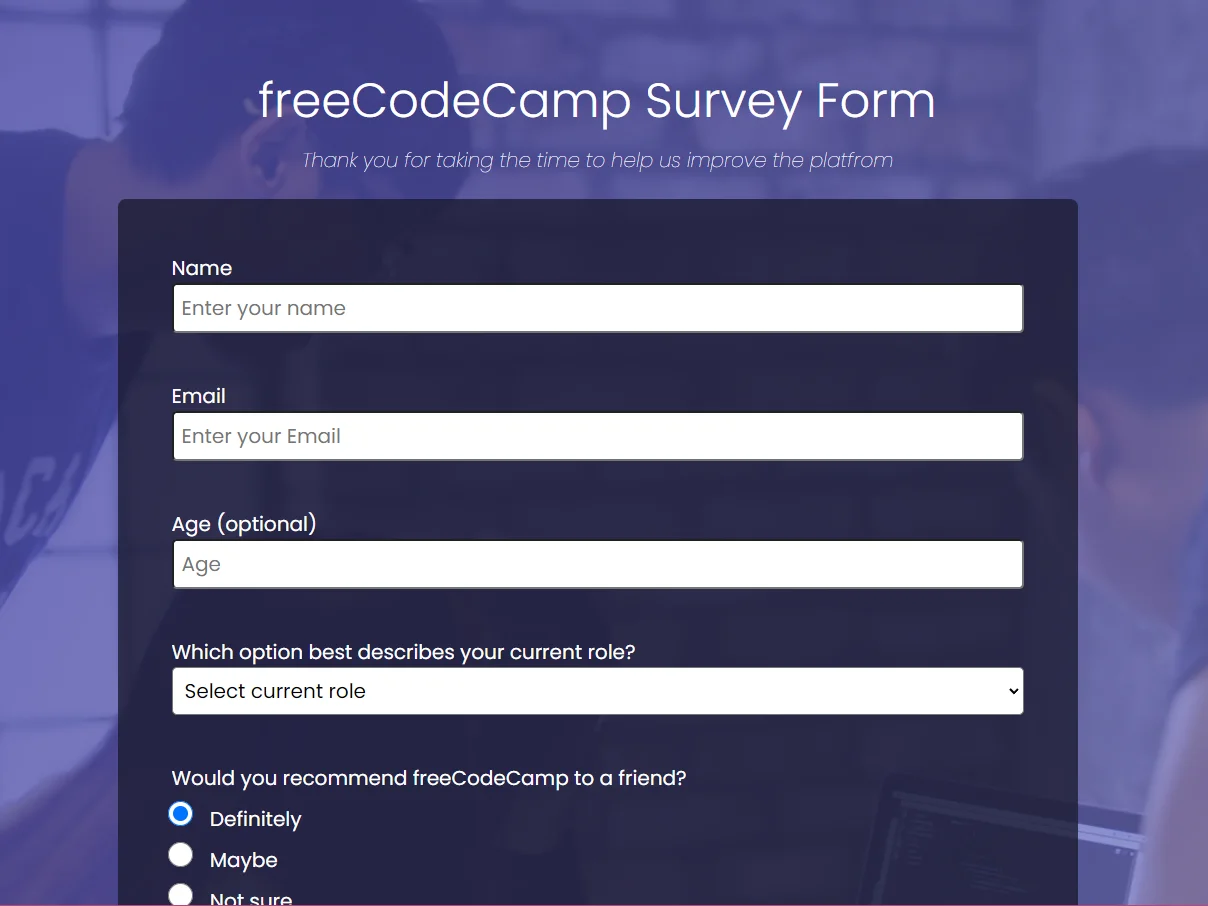 freeCodeCamp Survey Form
Thank you for taking the time to help us improve the platfrom
Name
Enter your name
Email
Enter your Email
Age (optional)
Age
Which option best describes your current role?
Select current role
Would you recommend freeCodeCamp to a friend?
Definitely
Maybe
Not sure